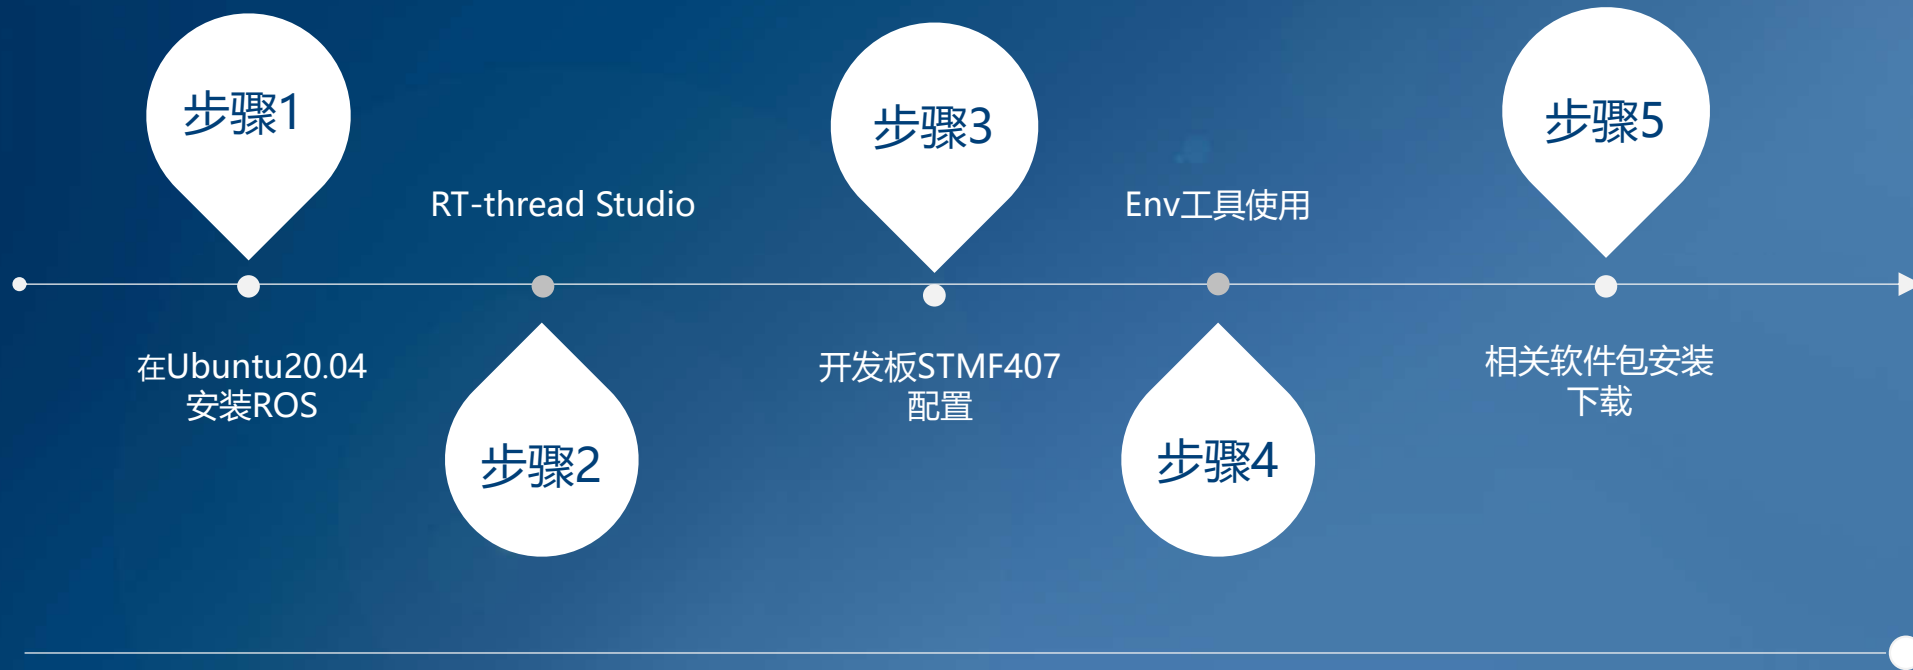 步骤1
在Ubuntu20.04
安装ROS
RT-thread Studio
步骤2
步骤3
开发板STMF407
配置
Env工具使用
步骤4
步骤5
相关软件包安装
下载